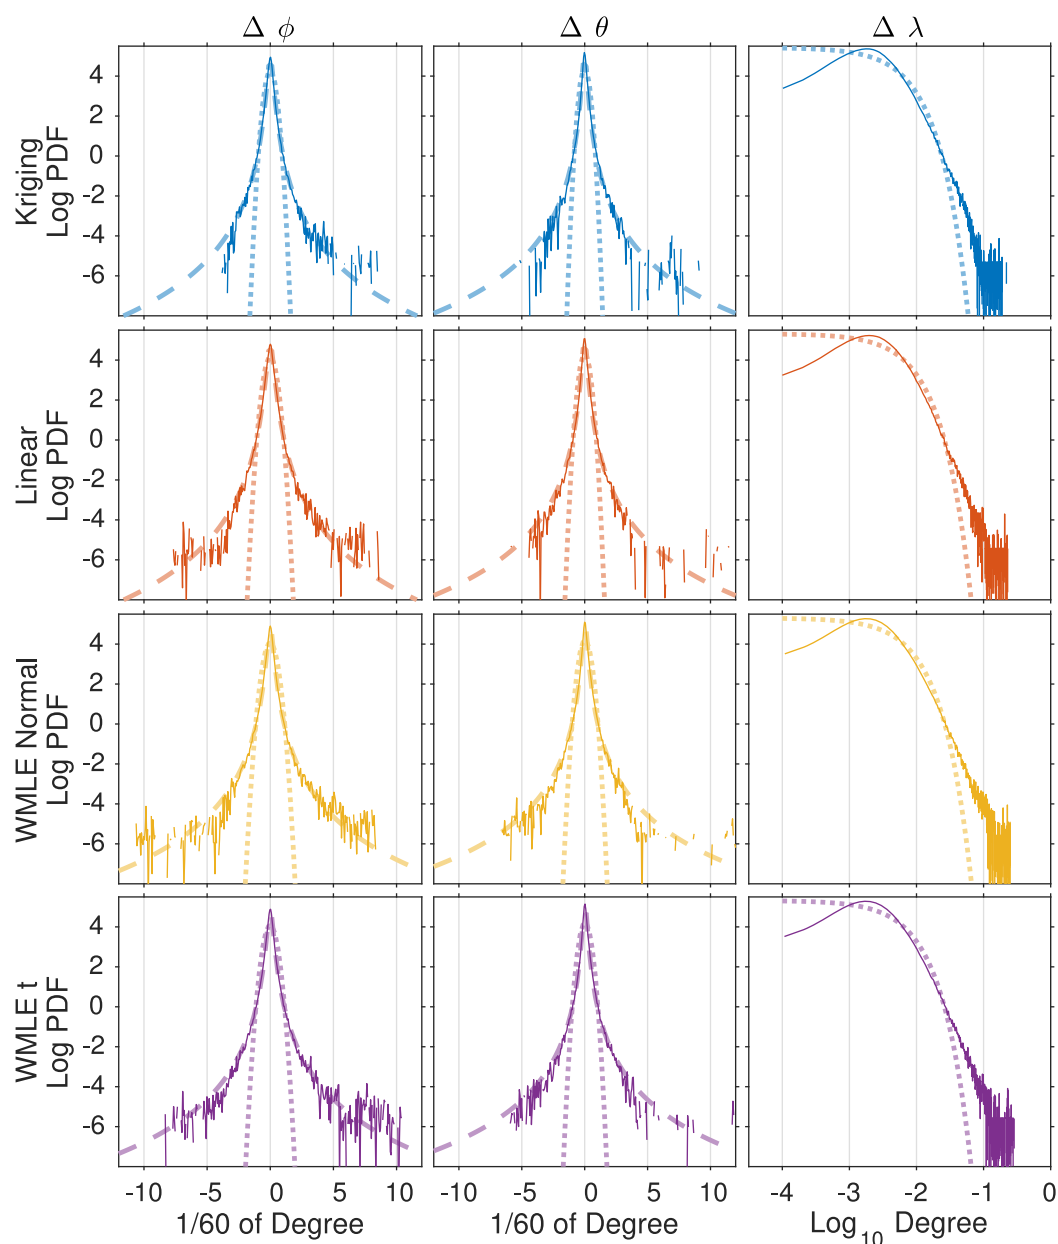 Δ ϕ
Δ θ
Δ λ
Kriging
Log PDF
4
2
0
-2
-4
-6
Linear
Log PDF
4
2
0
-2
-4
-6
WMLE Normal
Log PDF
4
2
0
-2
-4
-6
WMLE t
Log PDF
4
2
0
-2
-4
-6
-10 -5 0 5 10
1/60 of Degree
-10 -5 0 5 10
1/60 of Degree
-4 -3 -2 -1 0
Log₁₀ Degree